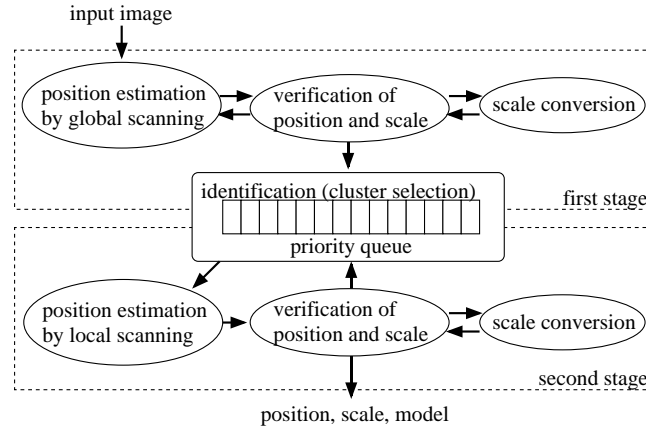 input image
position estimation
by global scanning
verification of
position and scale
scale conversion
identification (cluster selection)
first stage
priority queue
position estimation
by local scanning
verification of
position and scale
scale conversion
second stage
position, scale, model